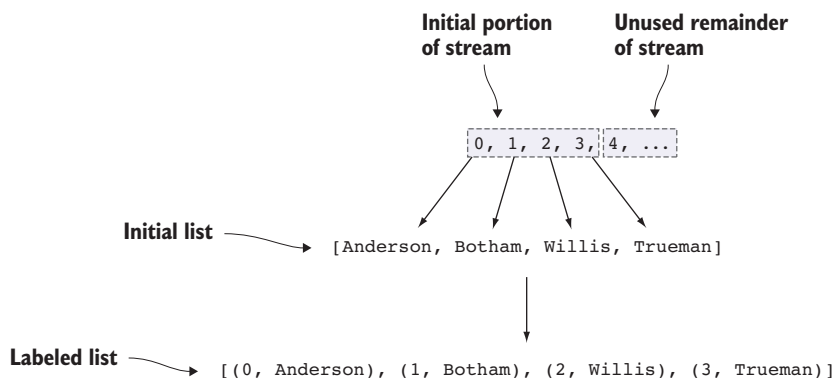 Initial portion
of stream
Unused remainder
of stream
0, 1, 2, 3, 4, ...
Initial list
[Anderson, Botham, Willis, Trueman]
Labeled list
[(0, Anderson), (1, Botham), (2, Willis), (3, Trueman)]